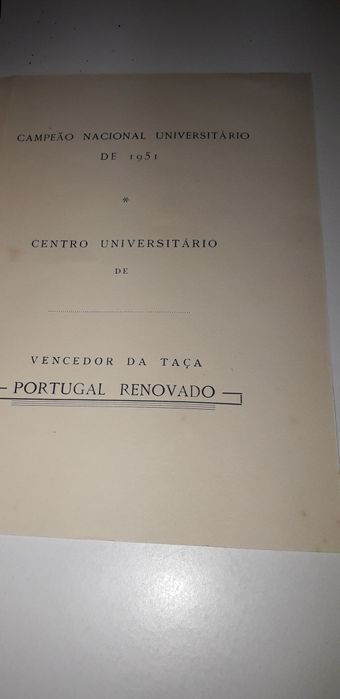 CAMPEÃO NACIONAL UNIVERSITÁRIO
DE 1951
*
CENTRO UNIVERSITÁRIO
DE
VENCEDOR DA TAÇA
PORTUGAL RENOVADO